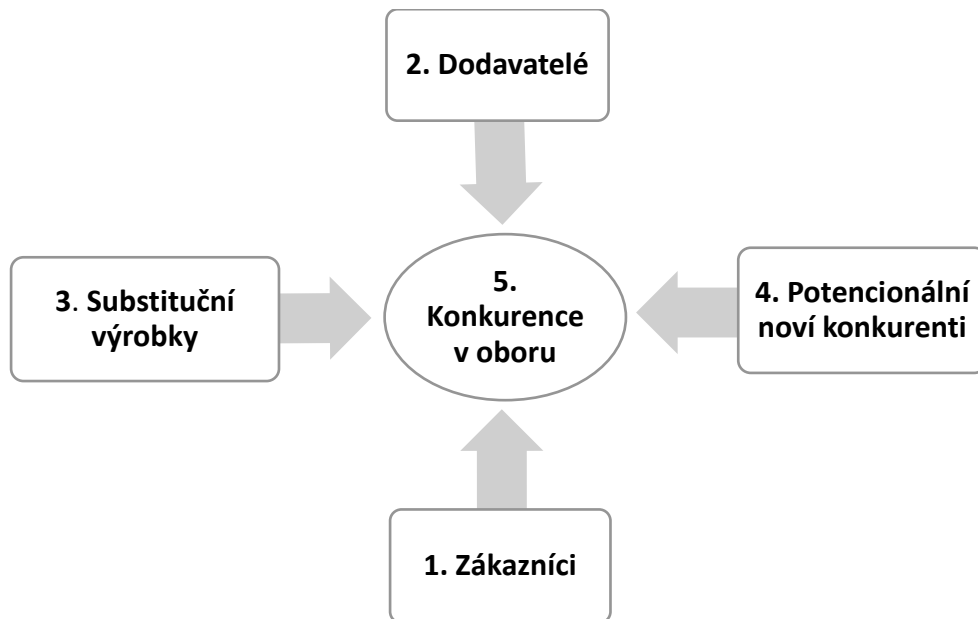 2. Dodavatelé
3. Substituční
výrobky
5.
Konkurence
v oboru
4. Potencionální
noví konkurenti
1. Zákazníci